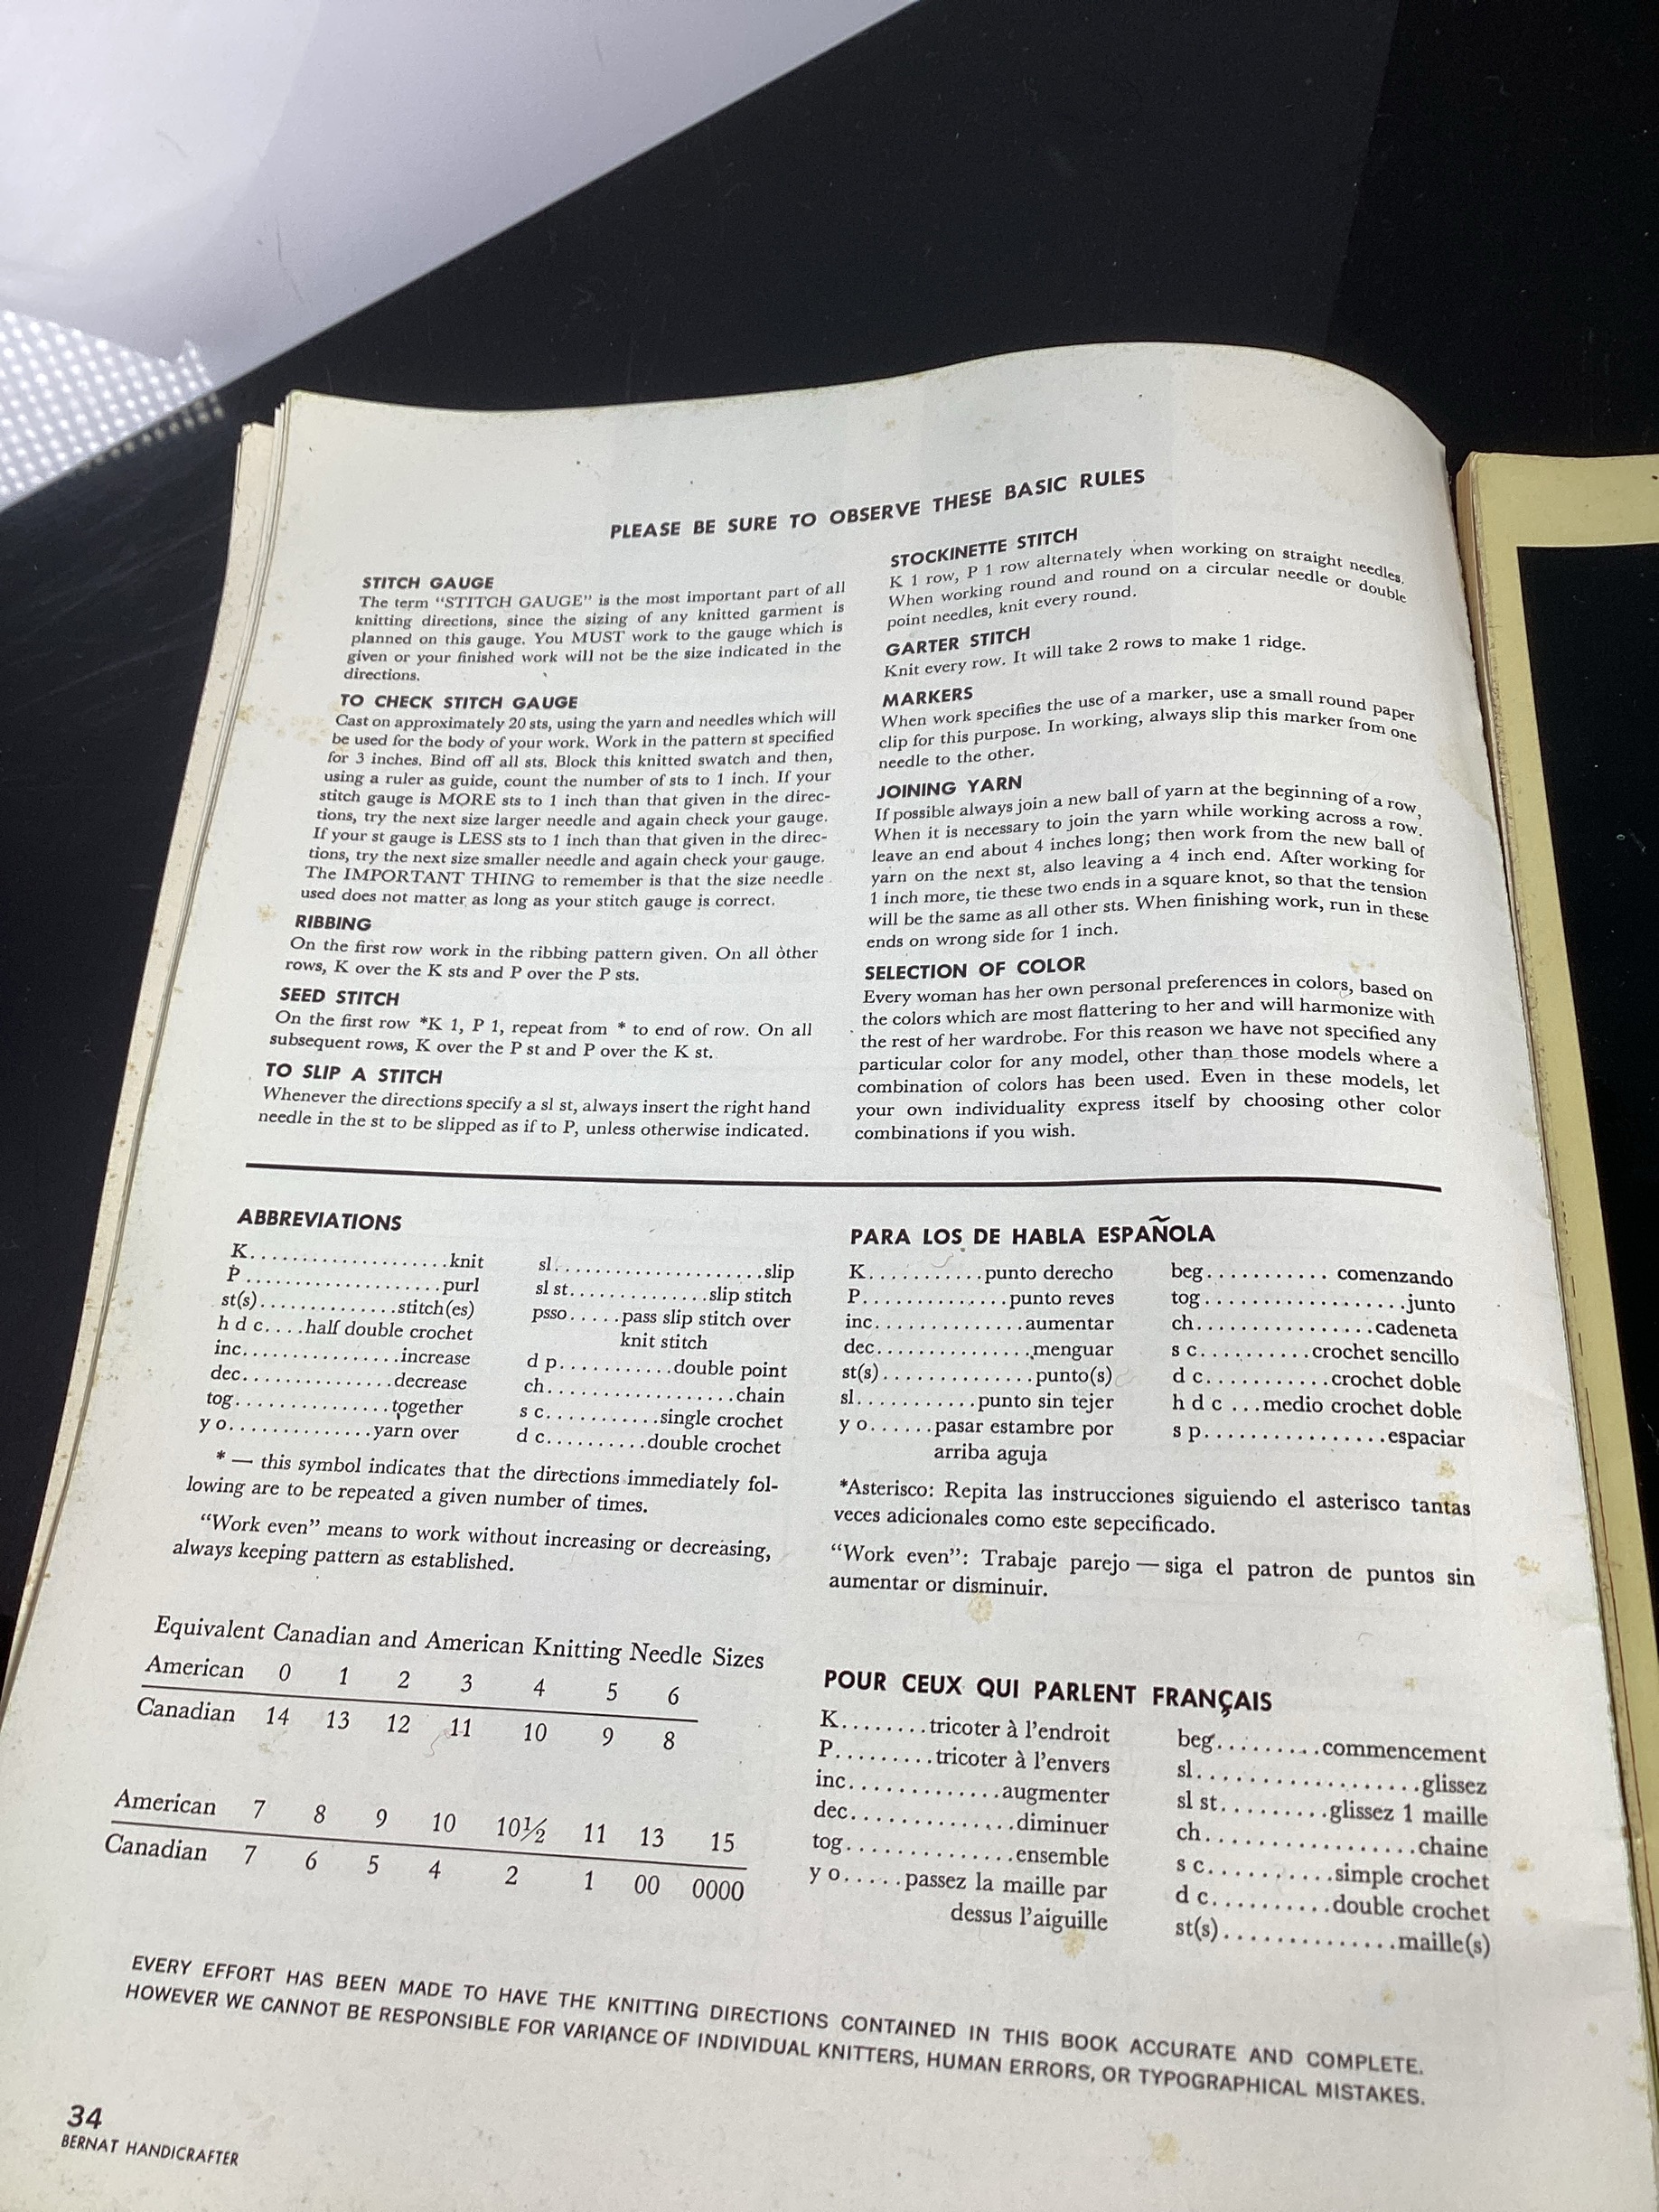 PLEASE BE SURE TO OBSERVE THESE BASIC RULES
STITCH GAUGE
The term "STITCH GAUGE" is the most important part of all
knitting directions, since the sizing of any knitted garment is
planned on this gauge. You MUST work to the gauge which is
given or your finished work will not be the size indicated in the
directions.
TO CHECK STITCH GAUGE
Cast on approximately 20 sts, using the yarn and needles which will
be used for the body of your work. Work in the pattern st specified
for 3 inches. Bind off all sts. Block this knitted swatch and then,
using a ruler as guide, count the number of sts to 1 inch. If your
stitch gauge is MORE sts to 1 inch than that given in the direc-
tions, try the next size larger needle and again check your gauge.
If your st gauge is LESS sts to 1 inch than that given in the direc-
tions, try the next size smaller needle and again check your gauge.
The IMPORTANT THING to remember is that the size needle
used does not matter as long as your stitch gauge is correct.
RIBBING
On the first row work in the ribbing pattern given. On all other
rows, K over the K sts and P over the P sts.
SEED STITCH
On the first row *K 1, P 1, repeat from * to end of row. On all
subsequent rows, K over the P st and P over the K st.
TO SLIP A STITCH
Whenever the directions specify a sl st, always insert the right hand
needle in the st to be slipped as if to P, unless otherwise indicated.
STOCKINETTE STITCH
K 1 row, P 1 row alternately when working on straight needles.
When working round and round on a circular needle or double
point needles, knit every round.
GARTER STITCH
Knit every row. It will take 2 rows to make 1 ridge.
MARKERS
When work specifies the use of a marker, use a small round paper
clip for this purpose. In working, always slip this marker from one
needle to the other.
JOINING YARN
If possible always join a new ball of yarn at the beginning of a row,
When it is necessary to join the yarn while working across a row.
leave an end about 4 inches long; then work from the new ball of
yarn on the next st, also leaving a 4 inch end. After working for
1 inch more, tie these two ends in a square knot, so that the tension
will be the same as all other sts. When finishing work, run in these
ends on wrong side for 1 inch.
SELECTION OF COLOR
Every woman has her own personal preferences in colors, based on
the colors which are most flattering to her and will harmonize with
the rest of her wardrobe. For this reason we have not specified any
particular color for any model, other than those models where a
combination of colors has been used. Even in these models, let
your own individuality express itself by choosing other color
combinations if you wish.
ABBREVIATIONS
K....................knit
P....................purl
st(s)..............stitch(es)
h d c....half double crochet
inc................increase
dec...............decrease
tog................together
y o...............yarn over
sl.....................slip
sl st..............slip stitch
psso.....pass slip stitch over
knit stitch
d p...........double point
ch...................chain
s c...........single crochet
d c..........double crochet
* — this symbol indicates that the directions immediately fol-
lowing are to be repeated a given number of times.
"Work even" means to work without increasing or decreasing,
always keeping pattern as established.
Equivalent Canadian and American Knitting Needle Sizes
American 0 1 2 3 4 5 6
Canadian 14 13 12 11 10 9 8
American 7 8 9 10 10½ 11 13 15
Canadian 7 6 5 4 2 1 00 0000
PARA LOS DE HABLA ESPAÑOLA
K...........punto derecho
P...............punto reves
inc...............aumentar
dec................menguar
st(s)...............punto(s)
sl............punto sin tejer
y o.......pasar estambre por
arriba aguja
beg........... comenzando
tog....................junto
ch..................cadeneta
s c...........crochet sencillo
d c............crochet doble
h d c ...medio crochet doble
s p.................espaciar
*Asterisco: Repita las instrucciones siguiendo el asterisco tantas
veces adicionales como este sepecificado.
"Work even": Trabaje parejo — siga el patron de puntos sin
aumentar or disminuir.
POUR CEUX QUI PARLENT FRANÇAIS
K........tricoter à l'endroit
P.........tricoter à l'envers
inc.............augmenter
dec..............diminuer
tog...............ensemble
y o.....passez la maille par
dessus l'aiguille
beg..........commencement
sl....................glissez
sl st.........glissez 1 maille
ch..................chaine
s c..........simple crochet
d c..........double crochet
st(s)...............maille(s)
EVERY EFFORT HAS BEEN MADE TO HAVE THE KNITTING DIRECTIONS CONTAINED IN THIS BOOK ACCURATE AND COMPLETE.
HOWEVER WE CANNOT BE RESPONSIBLE FOR VARIANCE OF INDIVIDUAL KNITTERS, HUMAN ERRORS, OR TYPOGRAPHICAL MISTAKES.
34
BERNAT HANDICRAFTER